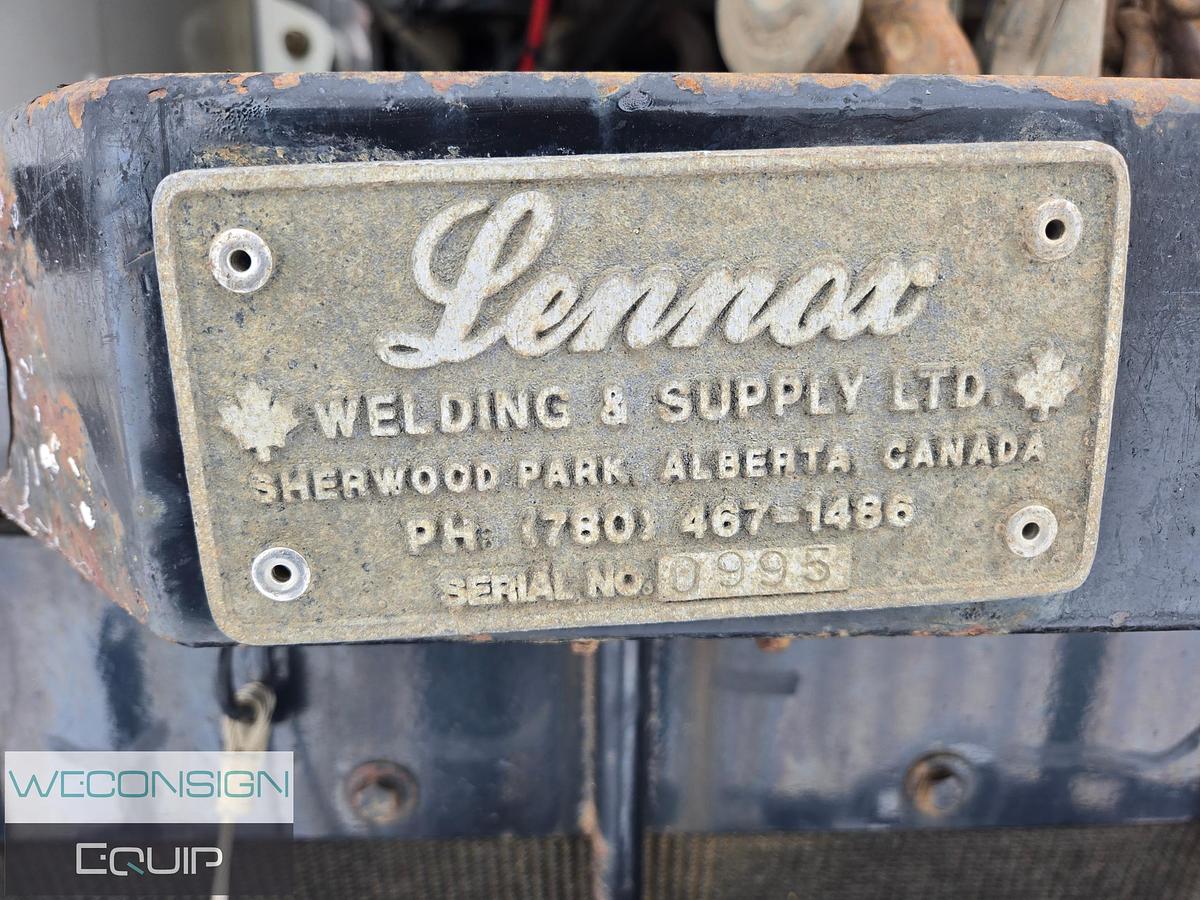 Lennox
WELDING & SUPPLY LTD.
SHERWOOD PARK, ALBERTA, CANADA
PH: (780) 467-1486
SERIAL NO. 0995
WECONSIGN
EQUIP